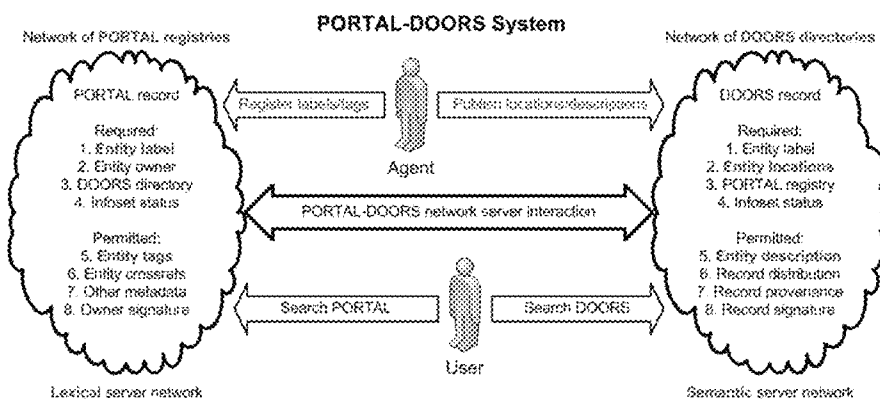 PORTAL-DOORS System
Network of PORTAL registries
Network of DOORS directories
PORTAL record
Required:
1. Entity label
2. Entity owner
3. DOORS directory
4. Infoset status
Permitted:
5. Entity tags
6. Entity crossrefs
7. Other metadata
8. Owner signature
Lexical server network
Register labels/tags
Publish locations/descriptions
Agent
PORTAL-DOORS network server interaction
Search PORTAL
Search DOORS
User
DOORS record
Required:
1. Entity label
2. Entity locations
3. PORTAL registry
4. Infoset status
Permitted:
5. Entity description
6. Record distribution
7. Record provenance
8. Record signature
Semantic server network